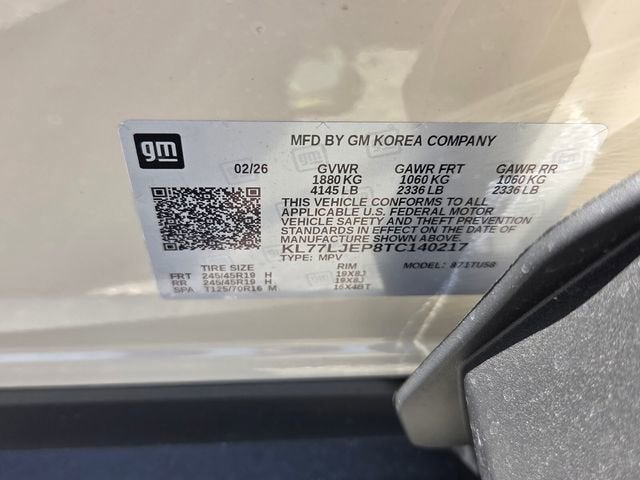 gm
MFD BY GM KOREA COMPANY
02/26 GVWR GAWR FRT GAWR RR
1880 KG 1060 KG 1060 KG
4145 LB 2336 LB 2336 LB
THIS VEHICLE CONFORMS TO ALL
APPLICABLE U.S. FEDERAL MOTOR
VEHICLE SAFETY AND THEFT PREVENTION
STANDARDS IN EFFECT ON THE DATE OF
MANUFACTURE SHOWN ABOVE.
KL77LJEP8TC140217
TYPE: MPV MODEL:
TIRE SIZE RIM
FRT 245/45R19 H 19X8J
RR 245/45R19 H 19X8J
SPA T125/70R16 M 16X4BT